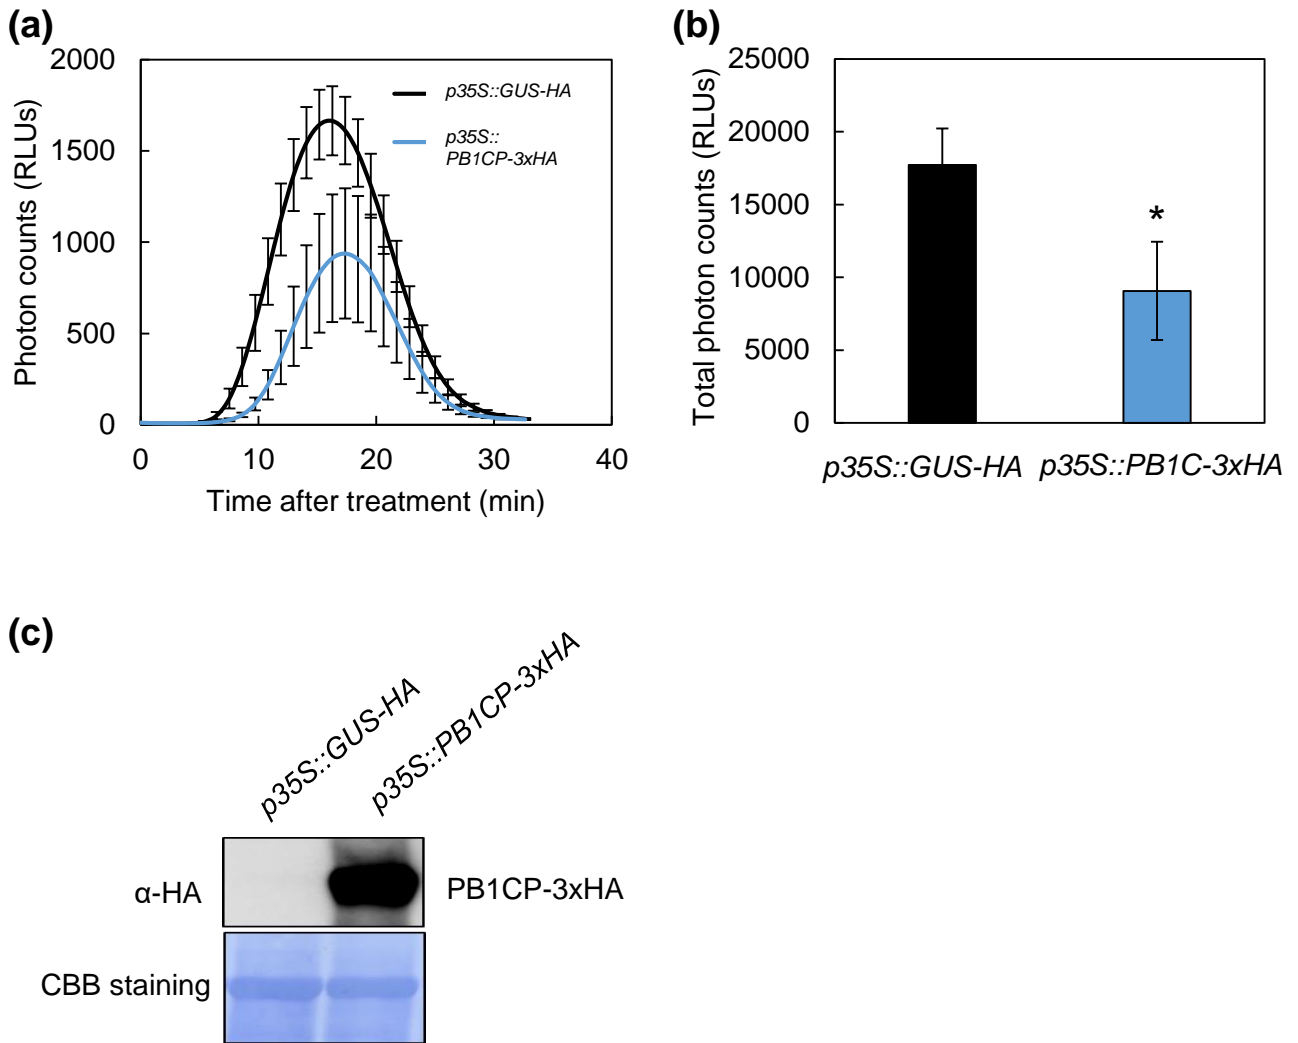 (a)
2000
1500
1000
500
0
0 10 20 30 40
Photon counts (RLUs)
Time after treatment (min)
p35S::GUS-HA
p35S::
PB1CP-3xHA
(b)
25000
20000
15000
10000
5000
0
Total photon counts (RLUs)
*
p35S::GUS-HA p35S::PB1C-3xHA
(c)
p35S::GUS-HA
p35S::PB1CP-3xHA
α-HA
PB1CP-3xHA
CBB staining